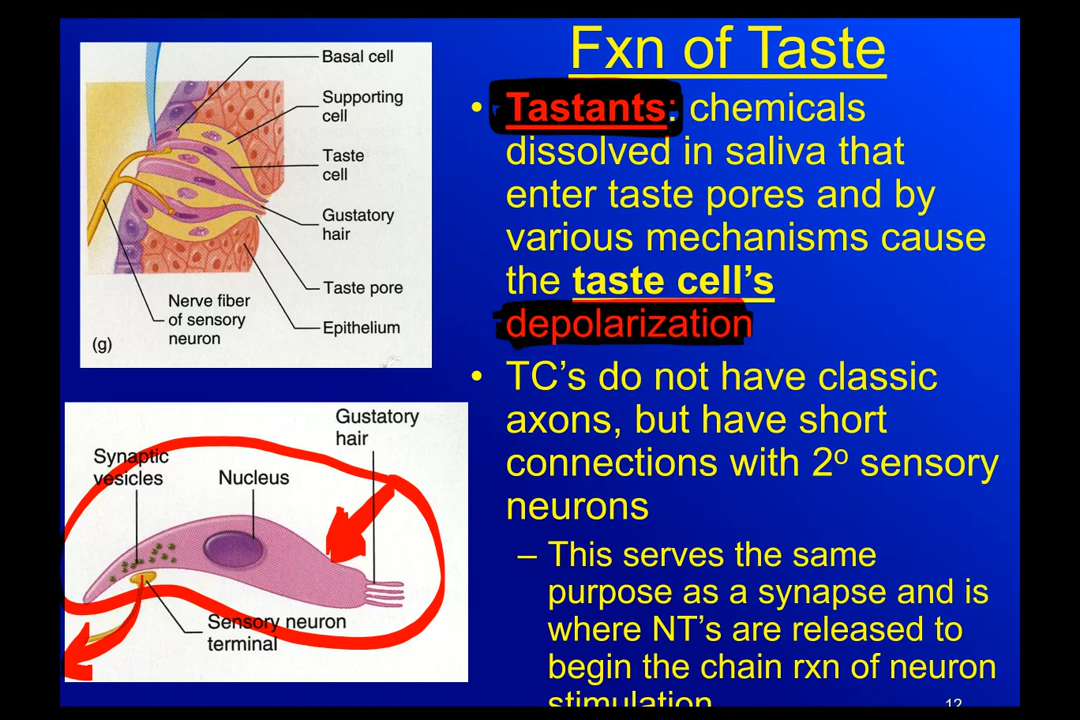 Fxn of Taste
• Tastants: chemicals
dissolved in saliva that
enter taste pores and by
various mechanisms cause
the taste cell's
depolarization
• TC's do not have classic
axons, but have short
connections with 2º sensory
neurons
– This serves the same
purpose as a synapse and is
where NT's are released to
begin the chain rxn of neuron
stimulation
12
Basal cell
Supporting
cell
Taste
cell
Gustatory
hair
Taste pore
Epithelium
Nerve fiber
of sensory
neuron
(g)
Gustatory
hair
Synaptic
vesicles
Nucleus
Sensory neuron
terminal